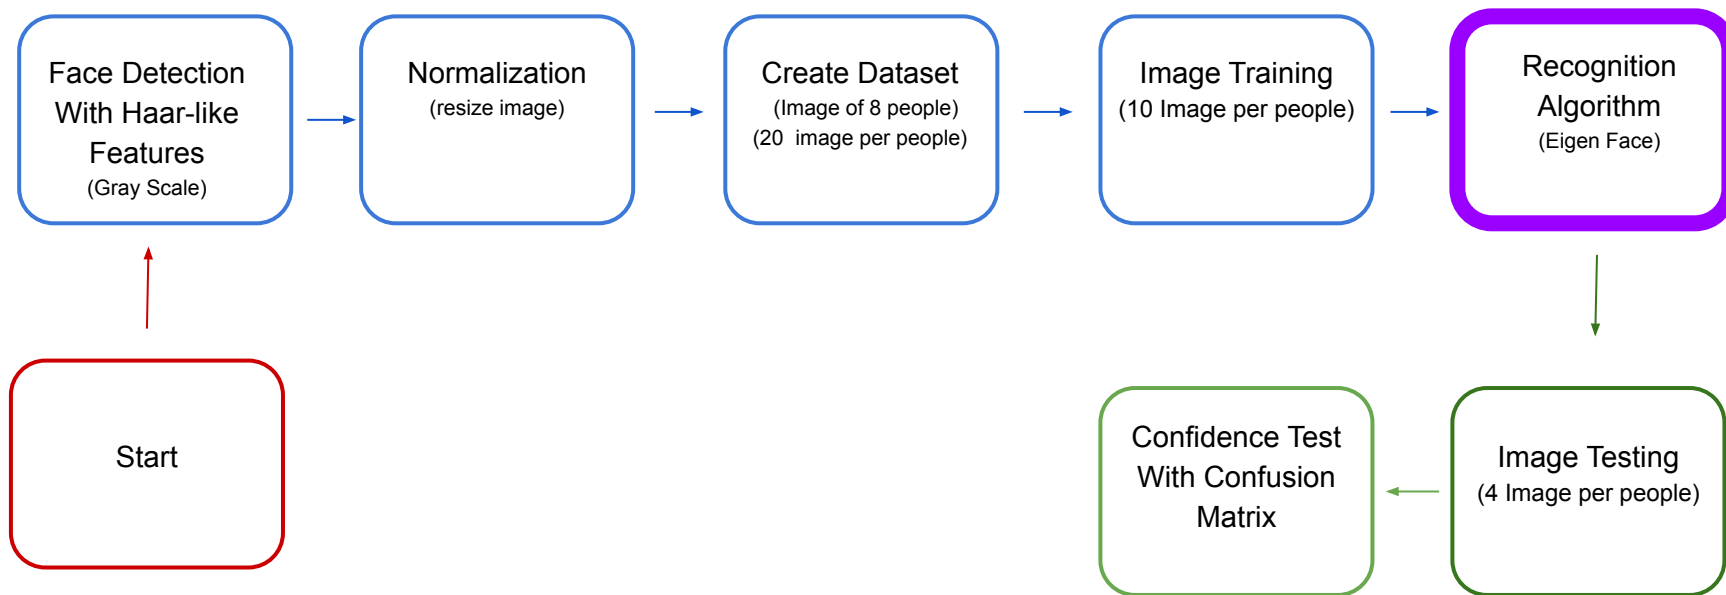 Face Detection
With Haar-like
Features
(Gray Scale)
Normalization
(resize image)
Create Dataset
(Image of 8 people)
(20 image per people)
Image Training
(10 Image per people)
Recognition
Algorithm
(Eigen Face)
Start
Confidence Test
With Confusion
Matrix
Image Testing
(4 Image per people)